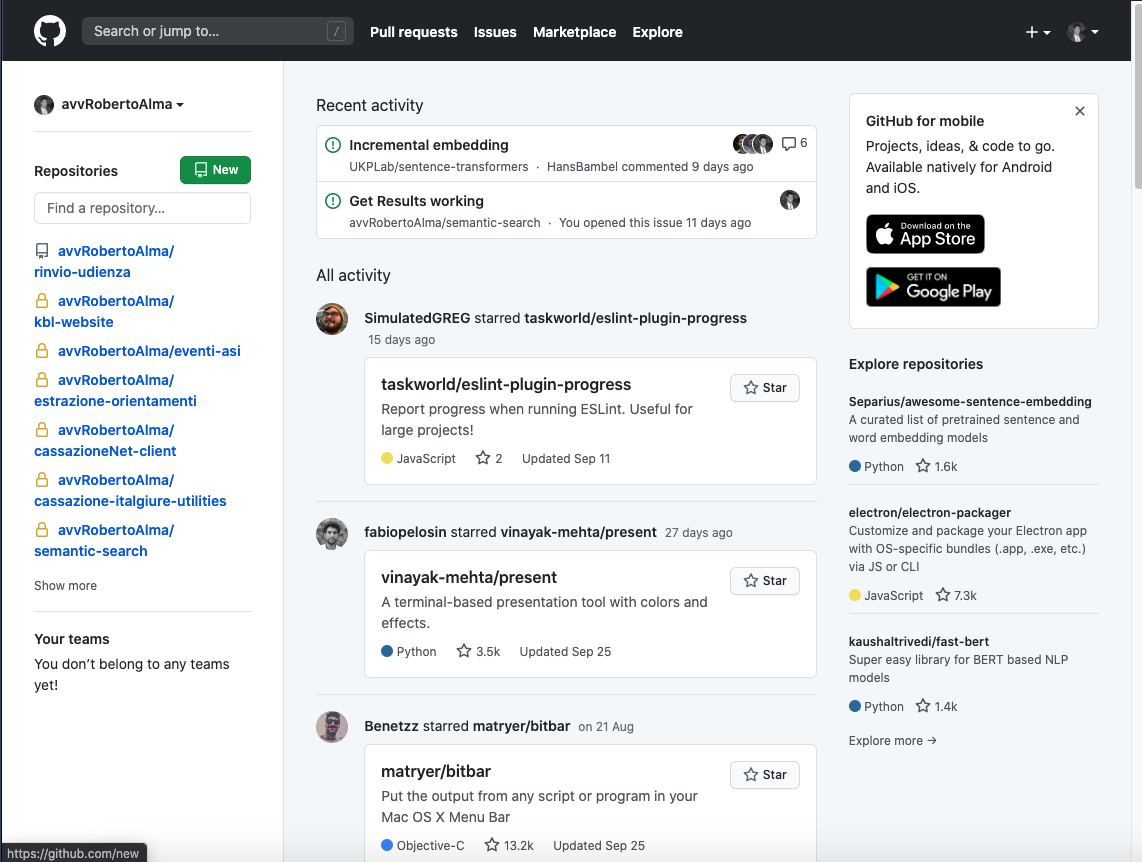 Search or jump to...
/
Pull requests
Issues
Marketplace
Explore
avvRobertoAlma
Repositories
New
Find a repository...
avvRobertoAlma/
rinvio-udienza
avvRobertoAlma/
kbl-website
avvRobertoAlma/eventi-asi
avvRobertoAlma/
estrazione-orientamenti
avvRobertoAlma/
cassazioneNet-client
avvRobertoAlma/
cassazione-italgiure-utilities
avvRobertoAlma/
semantic-search
Show more
Your teams
You don’t belong to any teams
yet!
Recent activity
Incremental embedding
6
UKPLab/sentence-transformers · HansBambel commented 9 days ago
Get Results working
avvRobertoAlma/semantic-search · You opened this issue 11 days ago
All activity
SimulatedGREG starred taskworld/eslint-plugin-progress
15 days ago
taskworld/eslint-plugin-progress
Star
Report progress when running ESLint. Useful for
large projects!
JavaScript 2 Updated Sep 11
fabiopelosin starred vinayak-mehta/present 27 days ago
vinayak-mehta/present
Star
A terminal-based presentation tool with colors and
effects.
Python 3.5k Updated Sep 25
Benetzz starred matryer/bitbar on 21 Aug
matryer/bitbar
Star
Put the output from any script or program in your
Mac OS X Menu Bar
Objective-C 13.2k Updated Sep 25
GitHub for mobile
Projects, ideas, & code to go.
Available natively for Android
and iOS.
Download on the
App Store
GET IT ON
Google Play
Explore repositories
Separius/awesome-sentence-embedding
A curated list of pretrained sentence and
word embedding models
Python 1.6k
electron/electron-packager
Customize and package your Electron app
with OS-specific bundles (.app, .exe, etc.)
via JS or CLI
JavaScript 7.3k
kaushaltrivedi/fast-bert
Super easy library for BERT based NLP
models
Python 1.4k
Explore more →
https://github.com/new